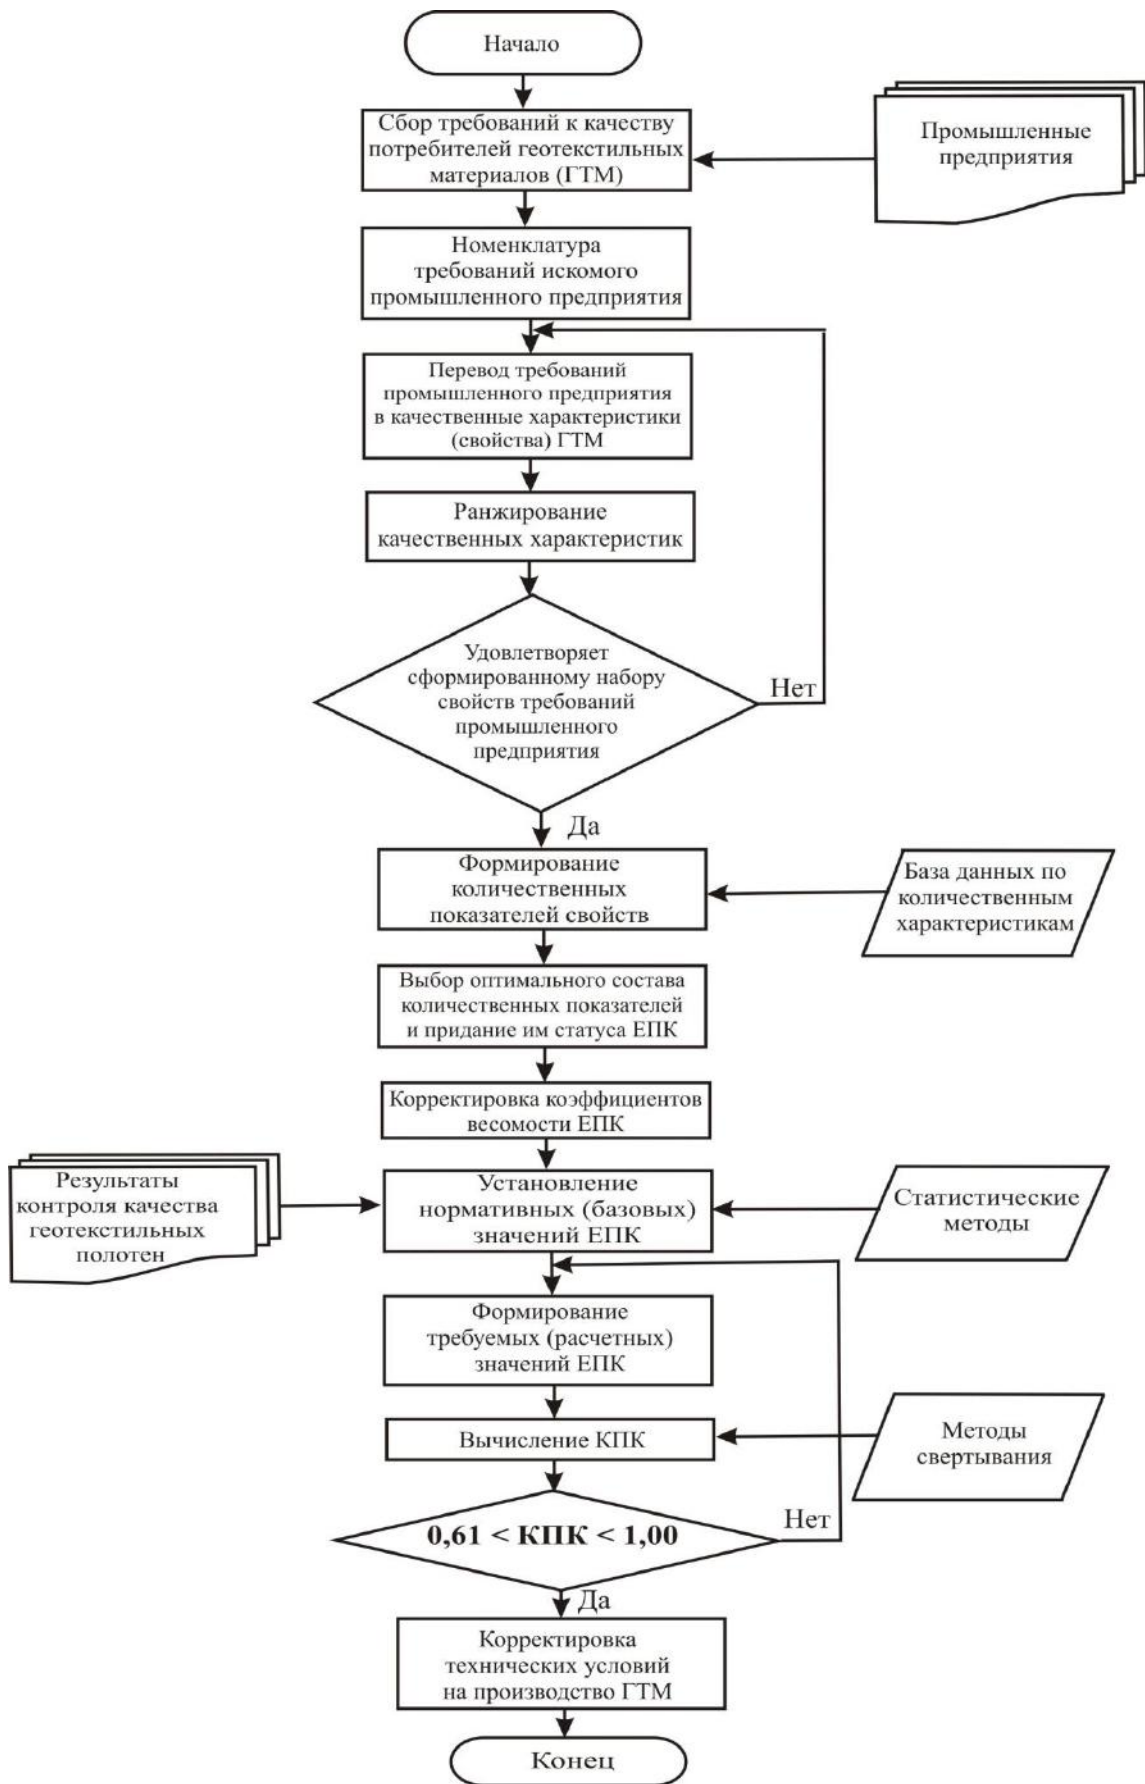 Начало
Сбор требований к качеству
потребителей геотекстильных
материалов (ГТМ)
Промышленные
предприятия
Номенклатура
требований искомого
промышленного предприятия
Перевод требований
промышленного предприятия
в качественные характеристики
(свойства) ГТМ
Ранжирование
качественных характеристик
Удовлетворяет
сформированному набору
свойств требований
промышленного
предприятия
Нет
Да
Формирование
количественных
показателей свойств
База данных по
количественным
характеристикам
Выбор оптимального состава
количественных показателей
и придание им статуса ЕПК
Корректировка коэффициентов
весомости ЕПК
Результаты
контроля качества
геотекстильных
полотен
Установление
нормативных (базовых)
значений ЕПК
Статистические
методы
Формирование
требуемых (расчетных)
значений ЕПК
Вычисление КПК
Методы
свертывания
0,61 < КПК < 1,00
Нет
Да
Корректировка
технических условий
на производство ГТМ
Конец